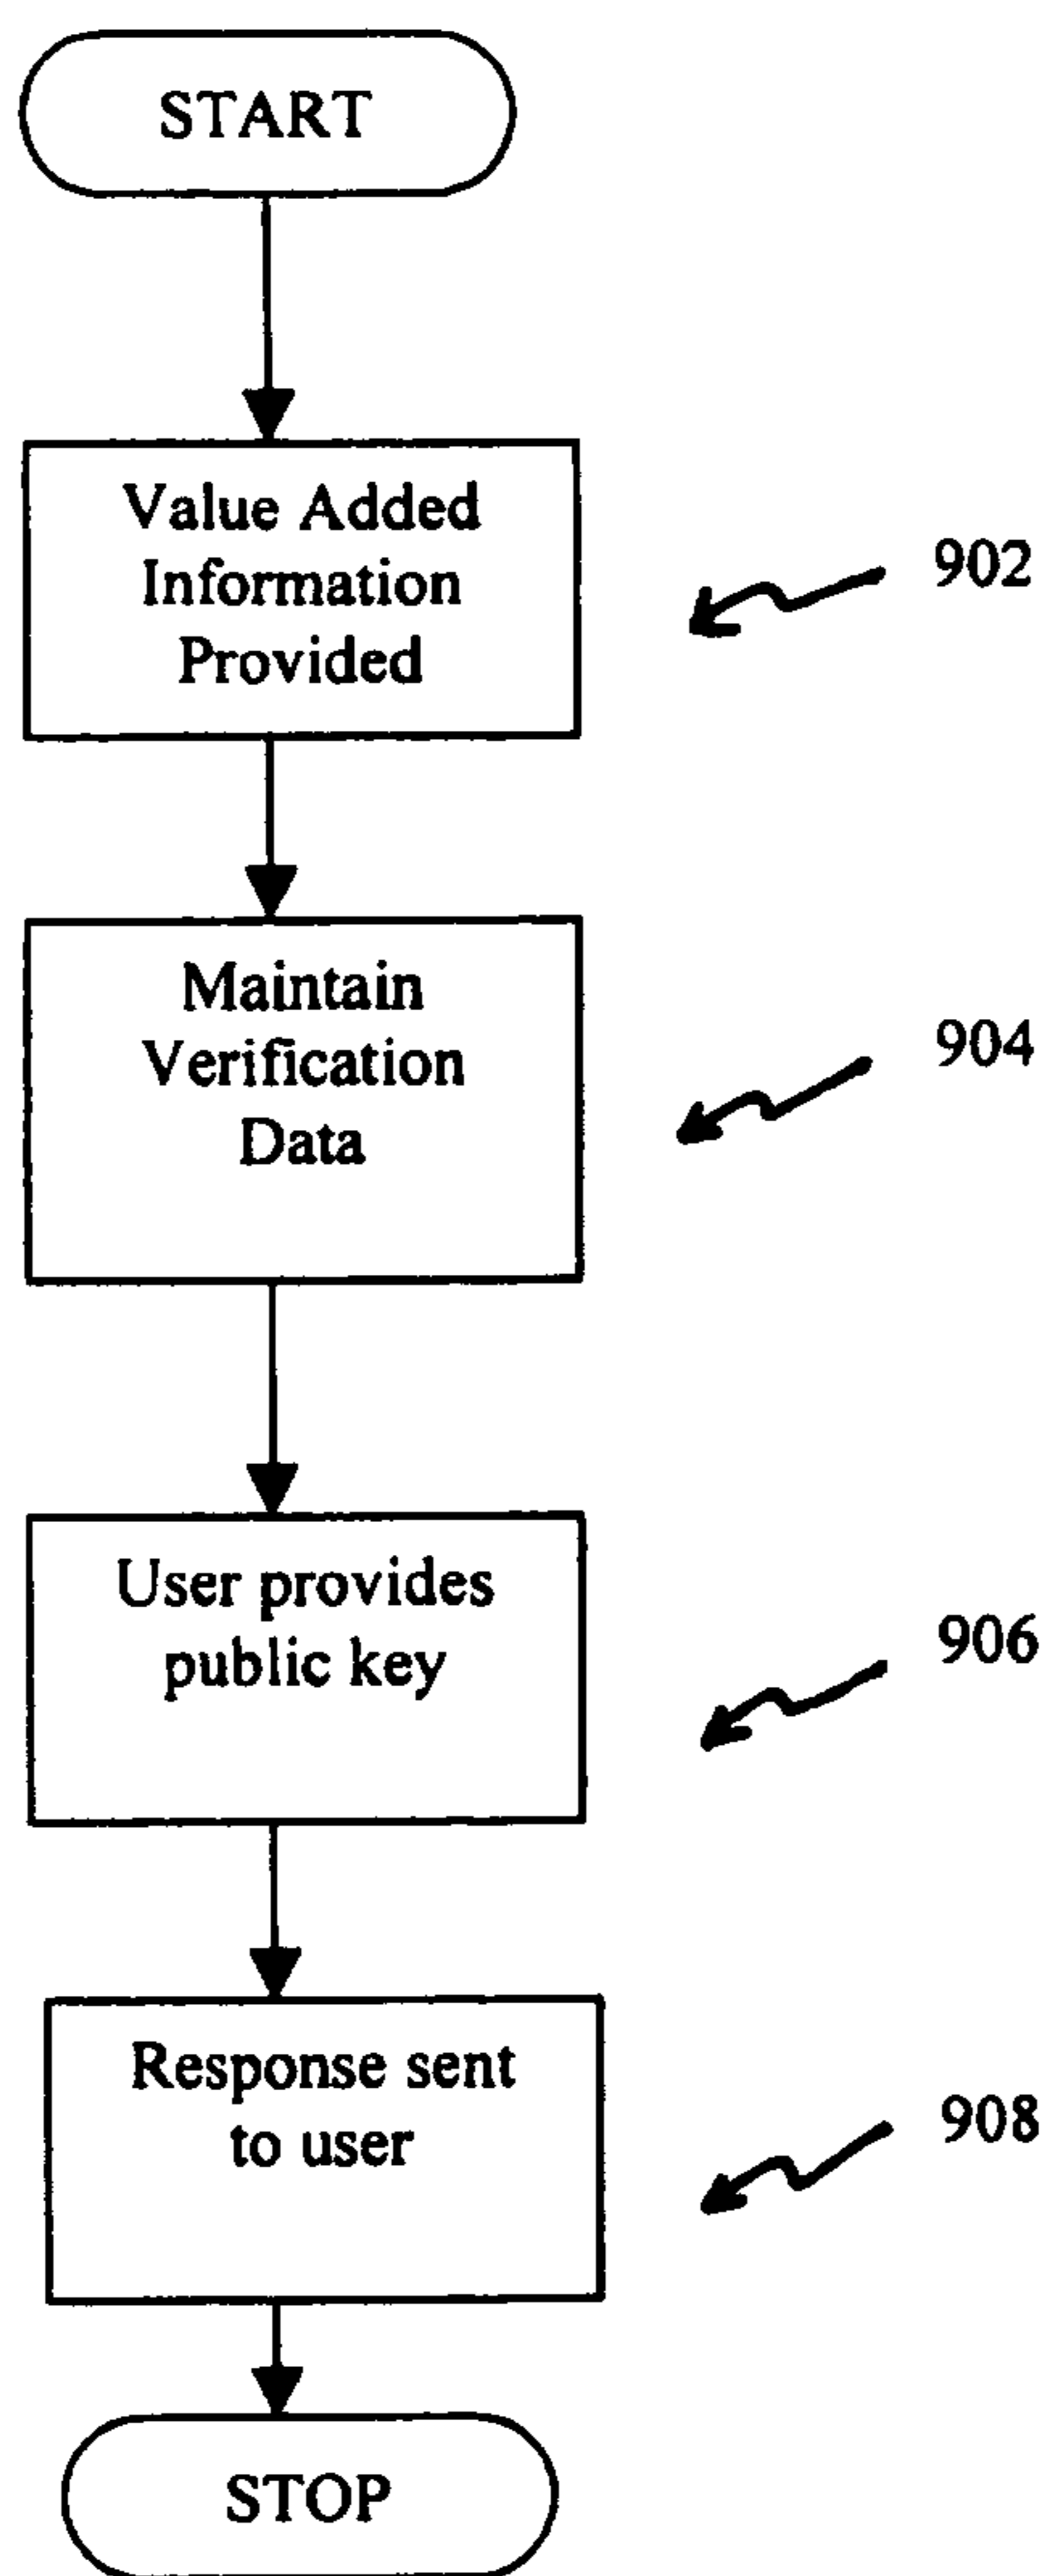 START
Value Added
Information
Provided
902
Maintain
Verification
Data
904
User provides
public key
906
Response sent
to user
908
STOP